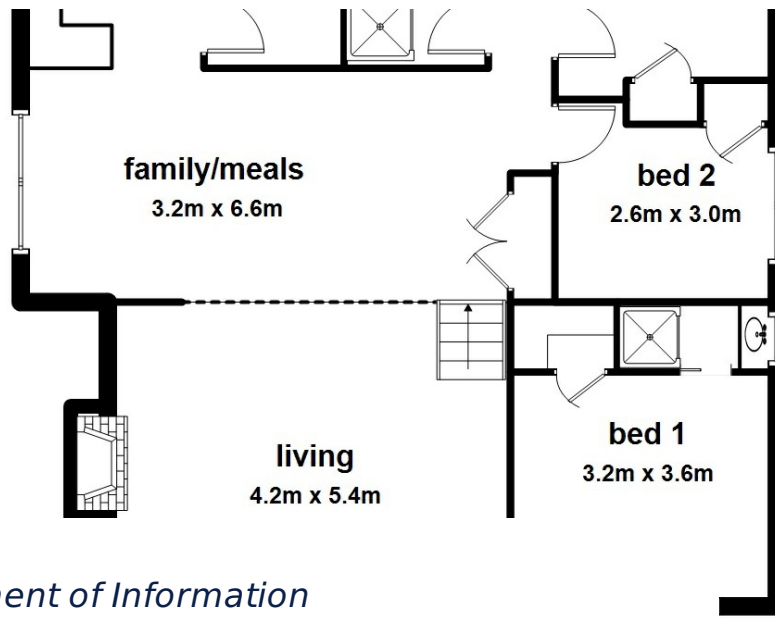 family/meals
3.2m x 6.6m
bed 2
2.6m x 3.0m
bed 1
3.2m x 3.6m
living
4.2m x 5.4m
of Information